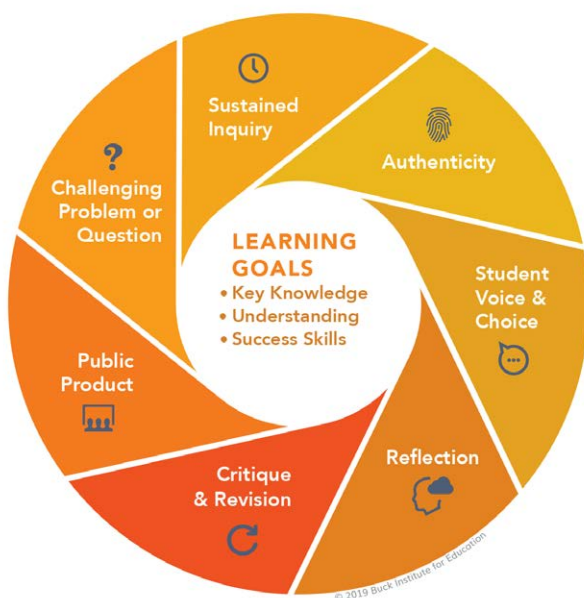 Sustained
Inquiry
Authenticity
?
Challenging
Problem or
Question
LEARNING
GOALS
• Key Knowledge
• Understanding
• Success Skills
Student
Voice &
Choice
Public
Product
Reflection
Critique
& Revision
© 2019 Buck Institute for Education